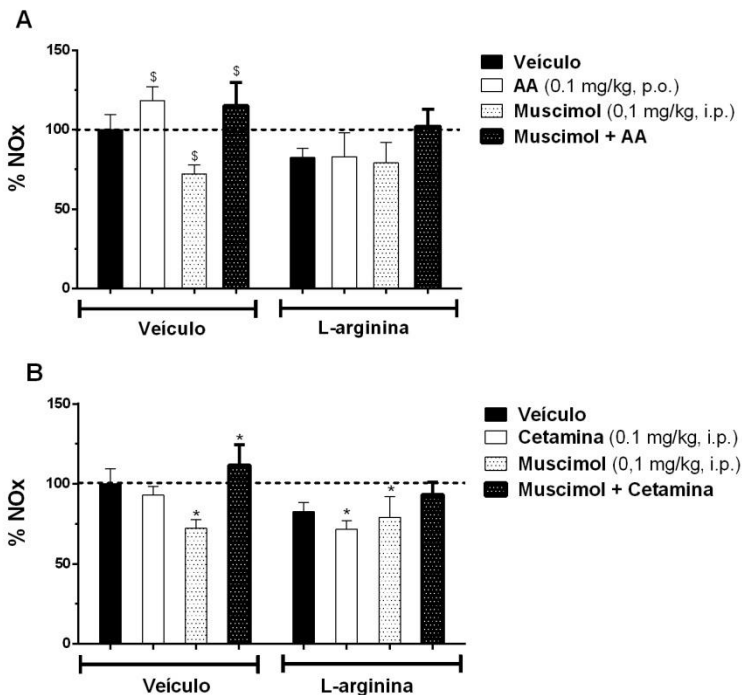 A
% NOx
150
100
50
0
$
$
$
Veículo
L-arginina
Veículo
AA (0.1 mg/kg, p.o.)
Muscimol (0,1 mg/kg, i.p.)
Muscimol + AA
B
% NOx
150
100
50
0
*
*
*
*
Veículo
L-arginina
Veículo
Cetamina (0.1 mg/kg, i.p.)
Muscimol (0,1 mg/kg, i.p.)
Muscimol + Cetamina